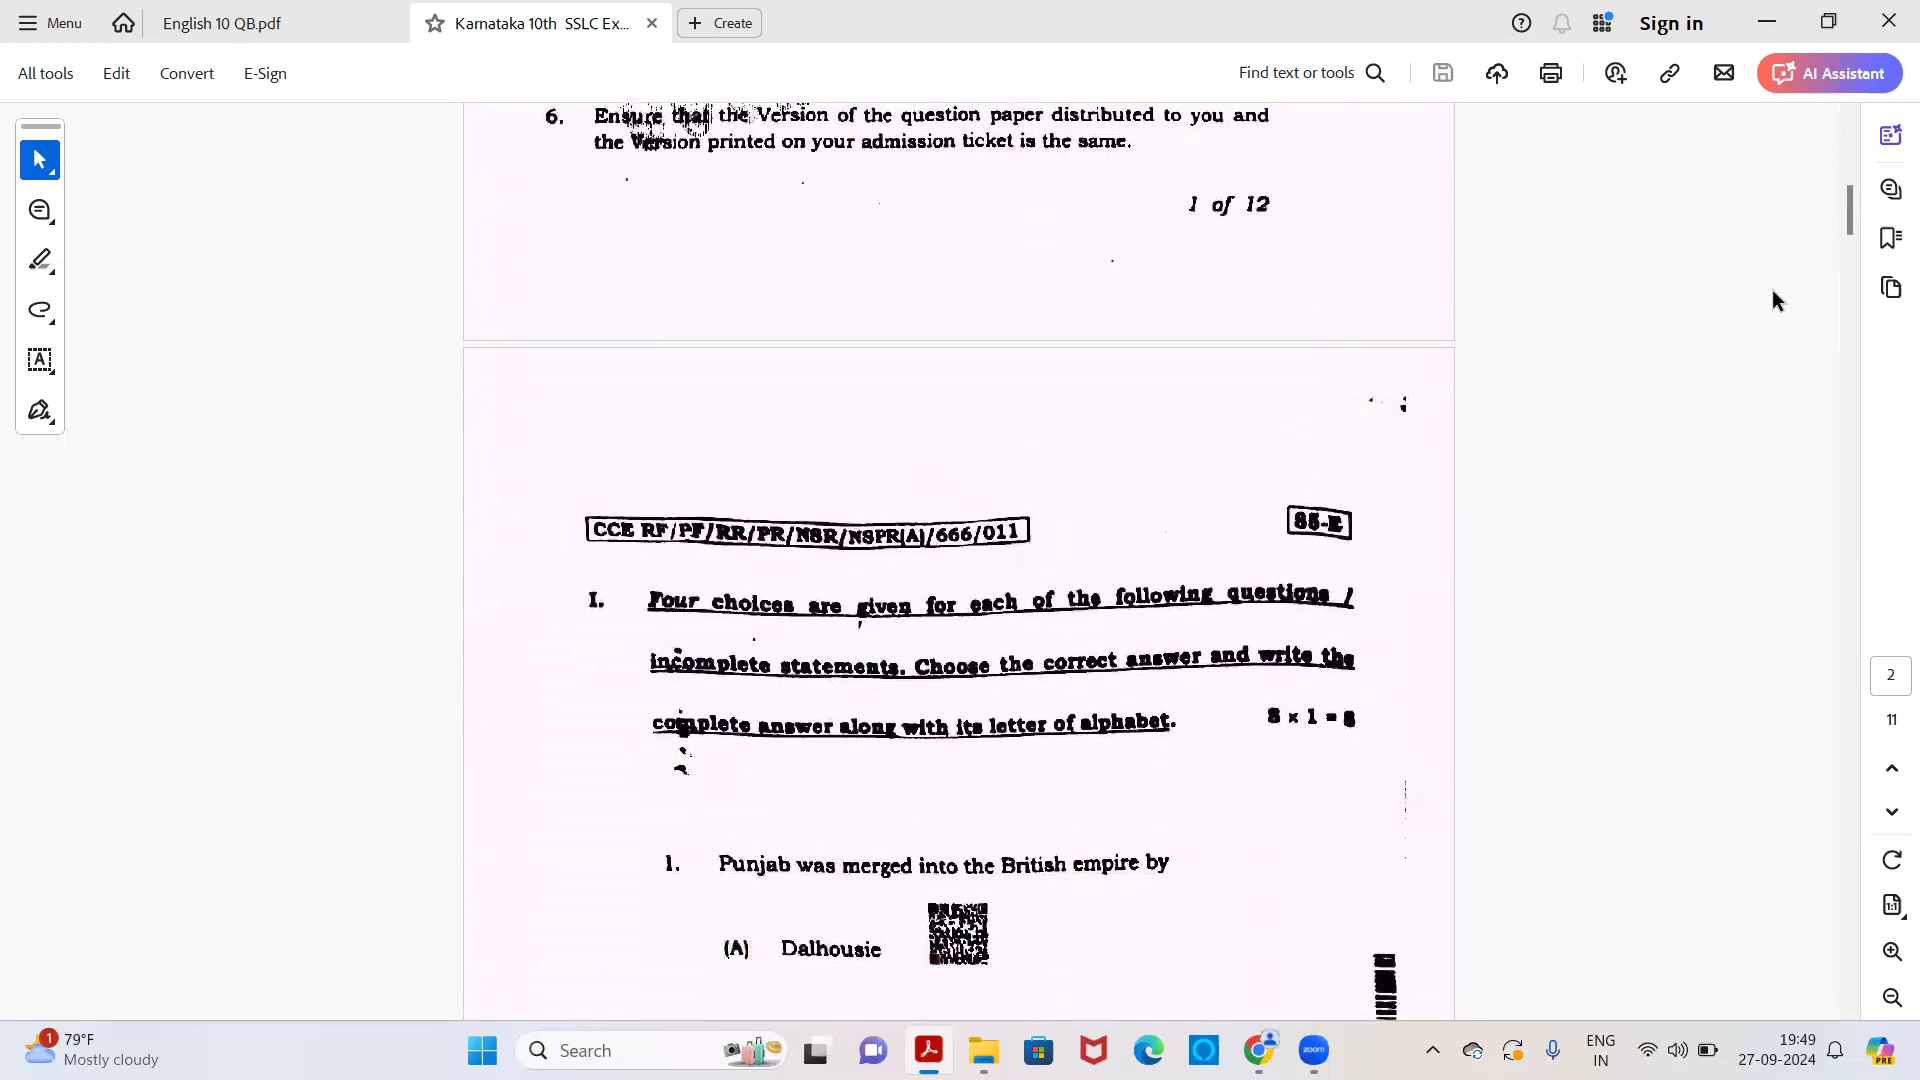 Menu
English 10 QB.pdf
Karnataka 10th SSLC Ex...
Create
Sign in
All tools
Edit
Convert
E-Sign
Find text or tools
AI Assistant
6. Ensure that the Version of the question paper distributed to you and
the Version printed on your admission ticket is the same.
1 of 12
CCE RF/PF/RR/PR/NSR/NSPR(A)/666/011
85-E
I. Four choices are given for each of the following questions /
incomplete statements. Choose the correct answer and write the
complete answer along with its letter of alphabet.
8 × 1 = 8
1. Punjab was merged into the British empire by
(A) Dalhousie
2
11
1:1
1
79°F
Mostly cloudy
Search
zoom
ENG
IN
19:49
27-09-2024
PRE